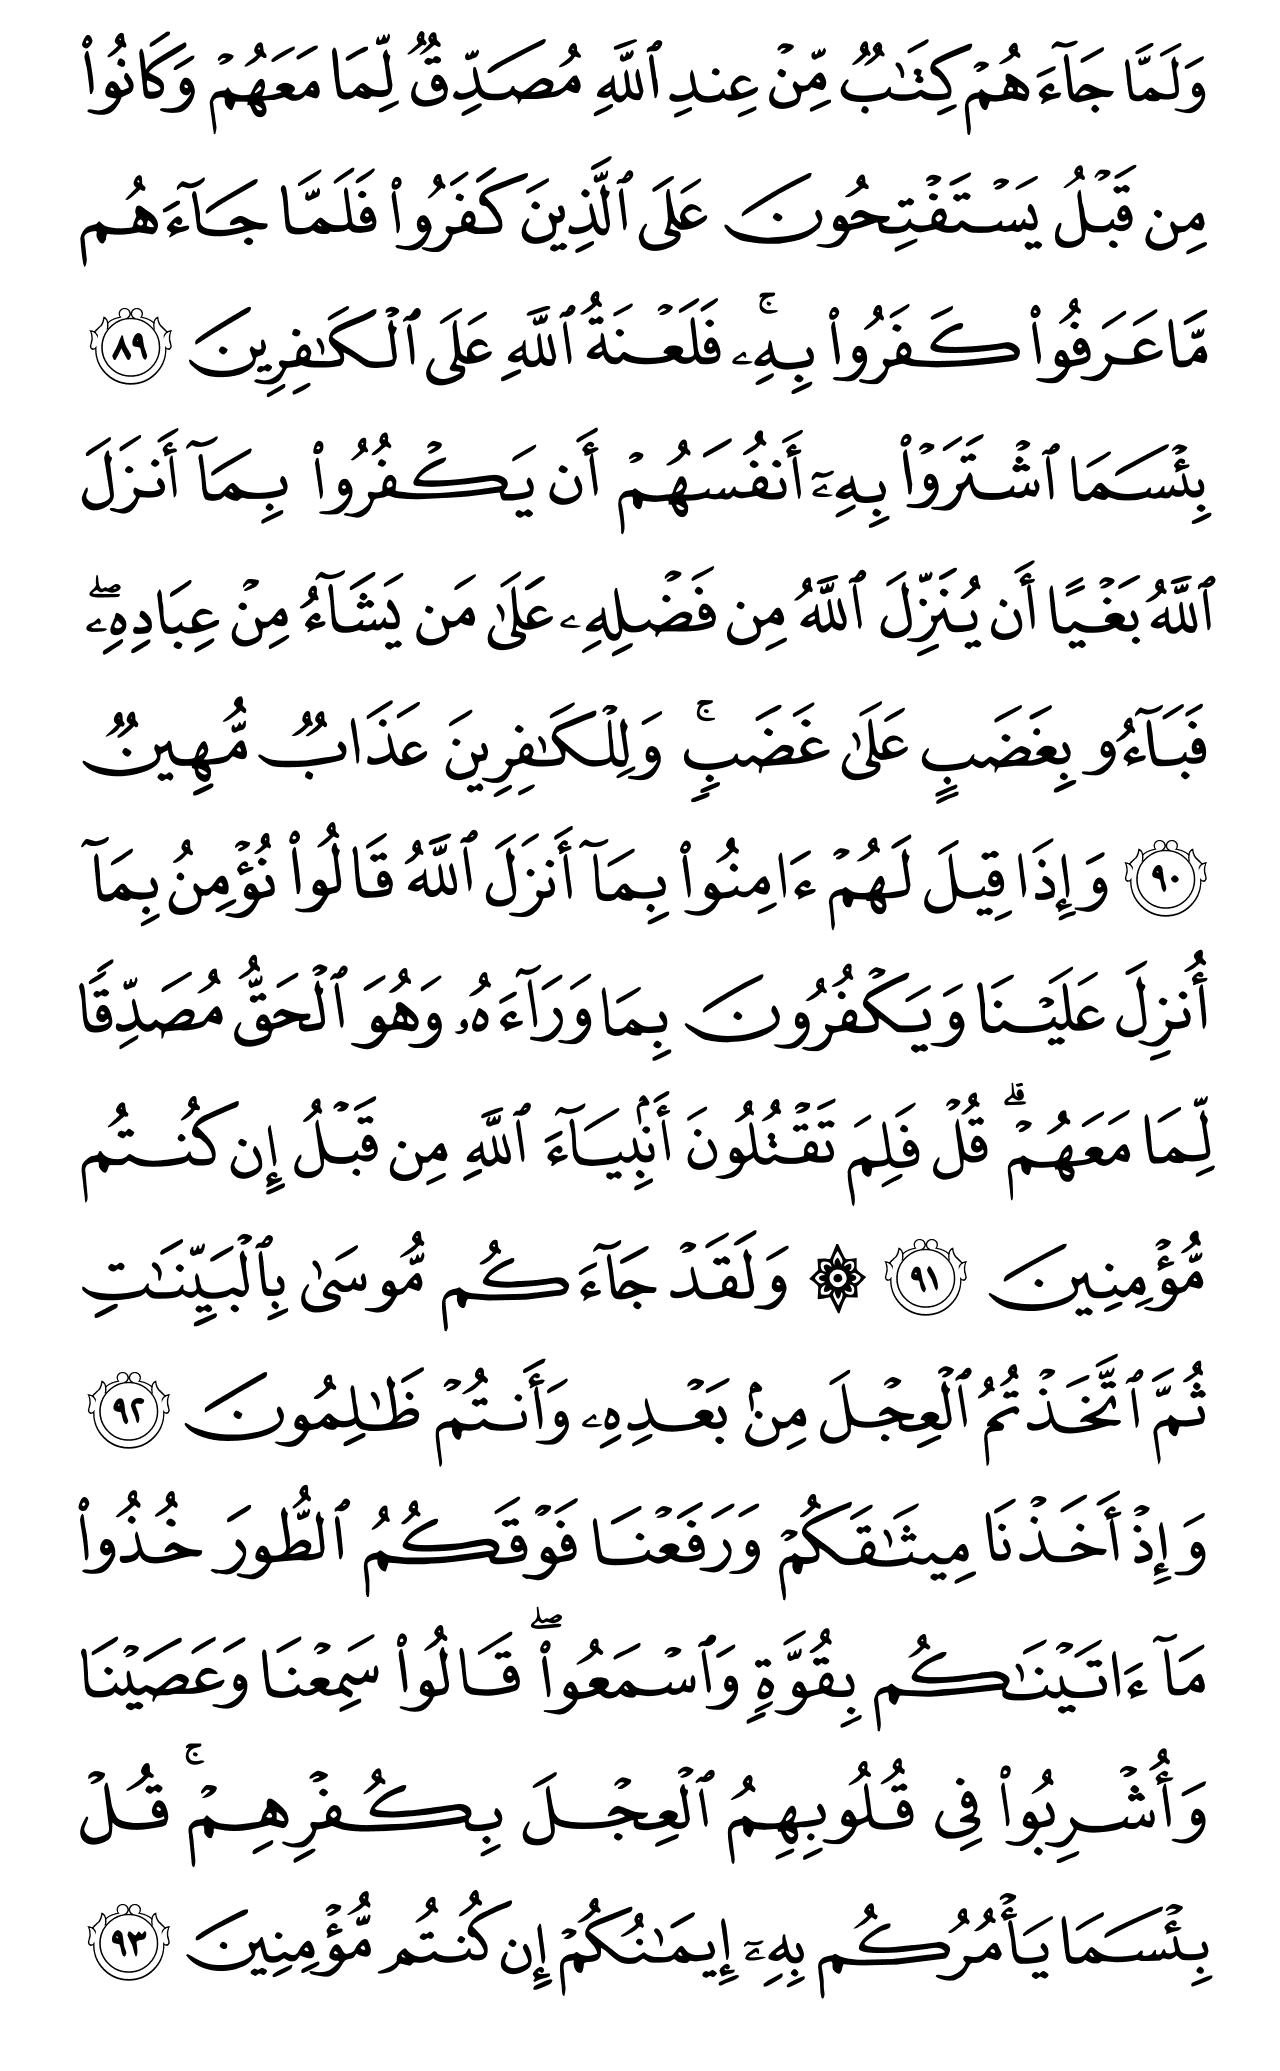 وَلَمَّا جَآءَهُمْ كِتَٰبٌ مِّنْ عِندِ ٱللَّهِ مُصَدِّقٌ لِّمَا مَعَهُمْ وَكَانُوا۟
مِن قَبْلُ يَسْتَفْتِحُونَ عَلَى ٱلَّذِينَ كَفَرُوا۟ فَلَمَّا جَآءَهُم
مَّا عَرَفُوا۟ كَفَرُوا۟ بِهِۦ ۚ فَلَعْنَةُ ٱللَّهِ عَلَى ٱلْكَٰفِرِينَ ٨٩
بِئْسَمَا ٱشْتَرَوْا۟ بِهِۦٓ أَنفُسَهُمْ أَن يَكْفُرُوا۟ بِمَآ أَنزَلَ
ٱللَّهُ بَغْيًا أَن يُنَزِّلَ ٱللَّهُ مِن فَضْلِهِۦ عَلَىٰ مَن يَشَآءُ مِنْ عِبَادِهِۦ ۖ
فَبَآءُو بِغَضَبٍ عَلَىٰ غَضَبٍ ۚ وَلِلْكَٰفِرِينَ عَذَابٌ مُّهِينٌ
٩٠ وَإِذَا قِيلَ لَهُمْ ءَامِنُوا۟ بِمَآ أَنزَلَ ٱللَّهُ قَالُوا۟ نُؤْمِنُ بِمَآ
أُنزِلَ عَلَيْنَا وَيَكْفُرُونَ بِمَا وَرَآءَهُۥ وَهُوَ ٱلْحَقُّ مُصَدِّقًا
لِّمَا مَعَهُمْ ۗ قُلْ فَلِمَ تَقْتُلُونَ أَنۢبِيَآءَ ٱللَّهِ مِن قَبْلُ إِن كُنتُم
مُّؤْمِنِينَ ٩١ ۞ وَلَقَدْ جَآءَكُم مُّوسَىٰ بِٱلْبَيِّنَٰتِ
ثُمَّ ٱتَّخَذْتُمُ ٱلْعِجْلَ مِنۢ بَعْدِهِۦ وَأَنتُمْ ظَٰلِمُونَ ٩٢
وَإِذْ أَخَذْنَا مِيثَٰقَكُمْ وَرَفَعْنَا فَوْقَكُمُ ٱلطُّورَ خُذُوا۟
مَآ ءَاتَيْنَٰكُم بِقُوَّةٍ وَٱسْمَعُوا۟ ۖ قَالُوا۟ سَمِعْنَا وَعَصَيْنَا
وَأُشْرِبُوا۟ فِى قُلُوبِهِمُ ٱلْعِجْلَ بِكُفْرِهِمْ ۚ قُلْ
بِئْسَمَا يَأْمُرُكُم بِهِۦٓ إِيمَٰنُكُمْ إِن كُنتُم مُّؤْمِنِينَ ٩٣